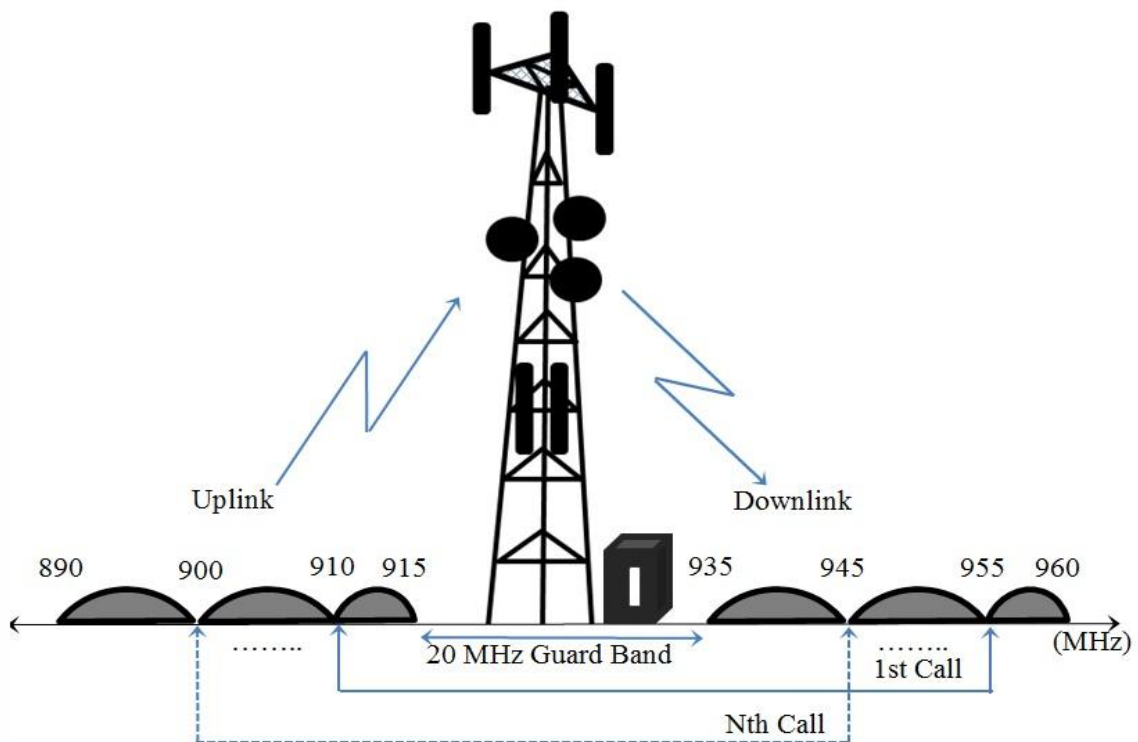 Uplink
Downlink
890 900 910 915 935 945 955 960
(MHz)
........ 20 MHz Guard Band ........
1st Call
Nth Call